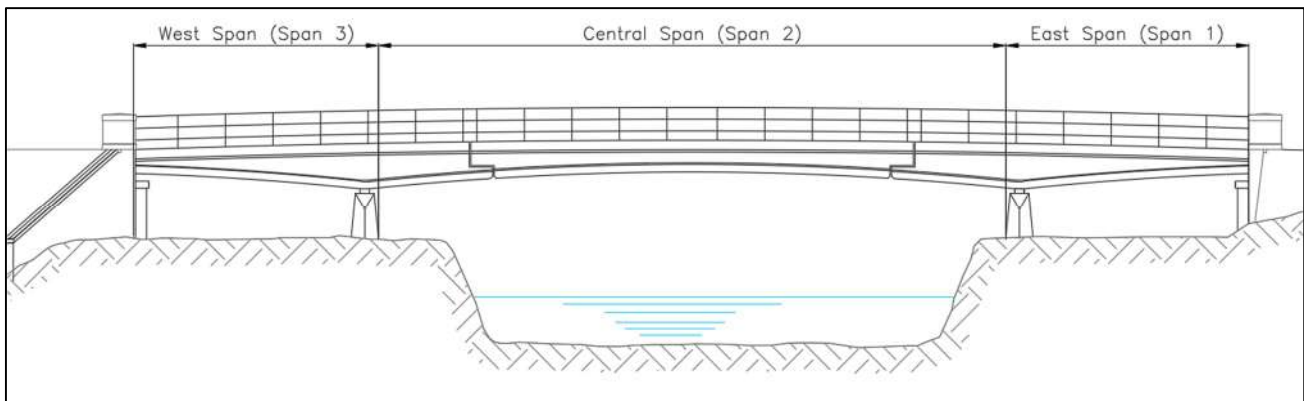 West Span (Span 3)
Central Span (Span 2)
East Span (Span 1)